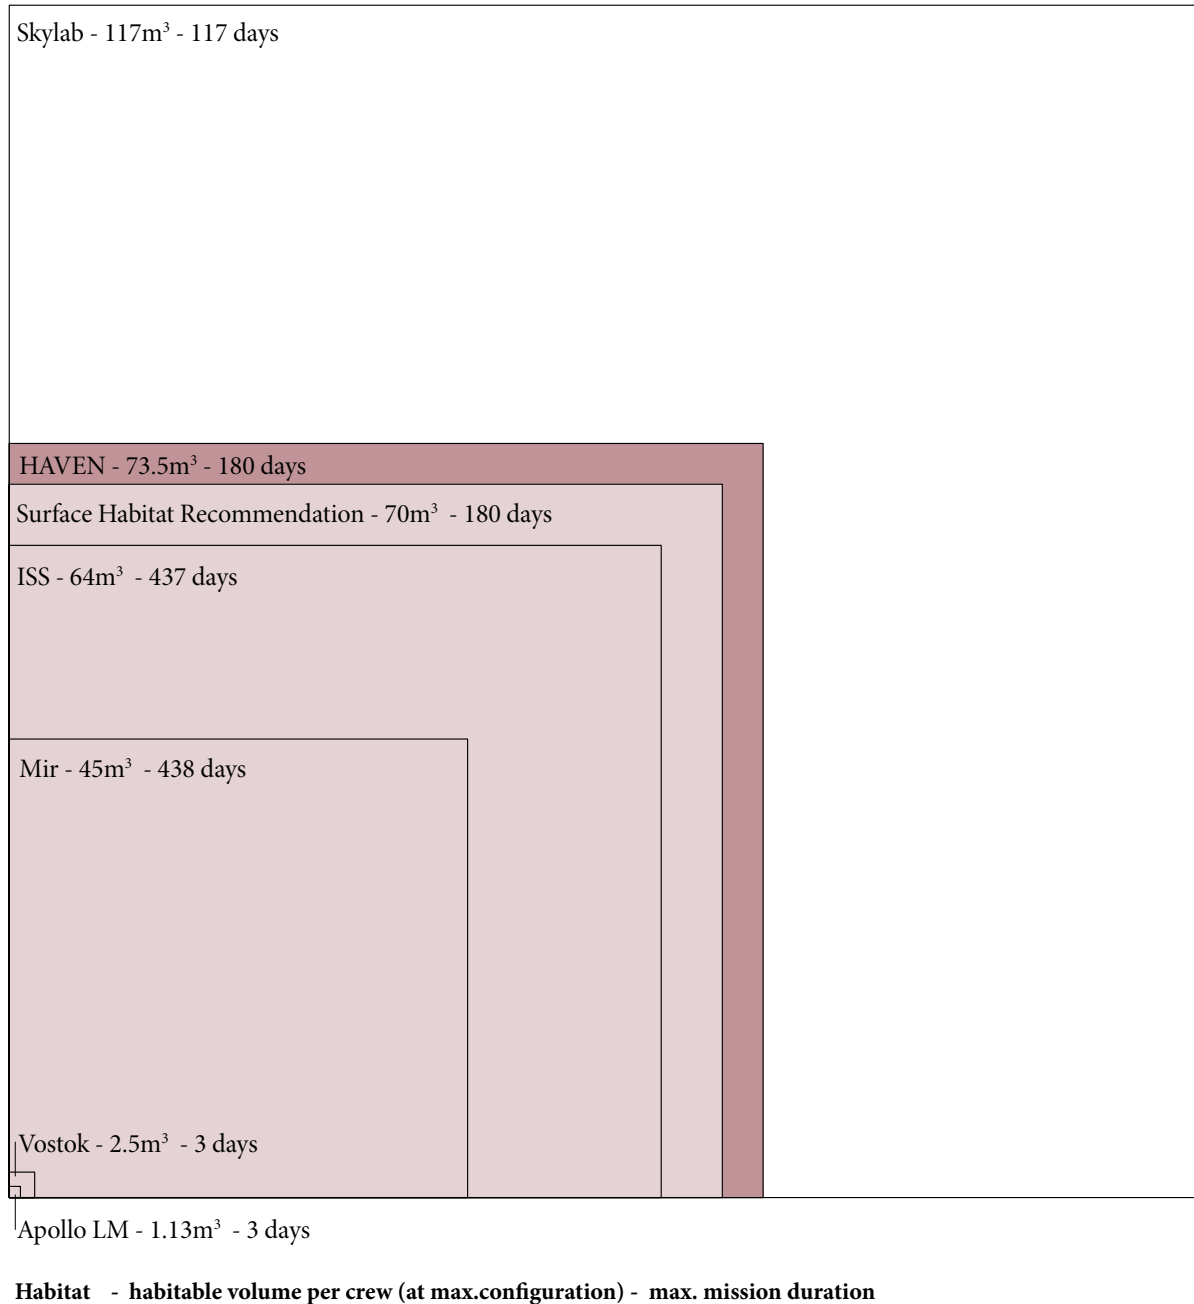 Skylab - 117m³ - 117 days
HAVEN - 73.5m³ - 180 days
Surface Habitat Recommendation - 70m³ - 180 days
ISS - 64m³ - 437 days
Mir - 45m³ - 438 days
Vostok - 2.5m³ - 3 days
Apollo LM - 1.13m³ - 3 days
Habitat - habitable volume per crew (at max.configuration) - max. mission duration